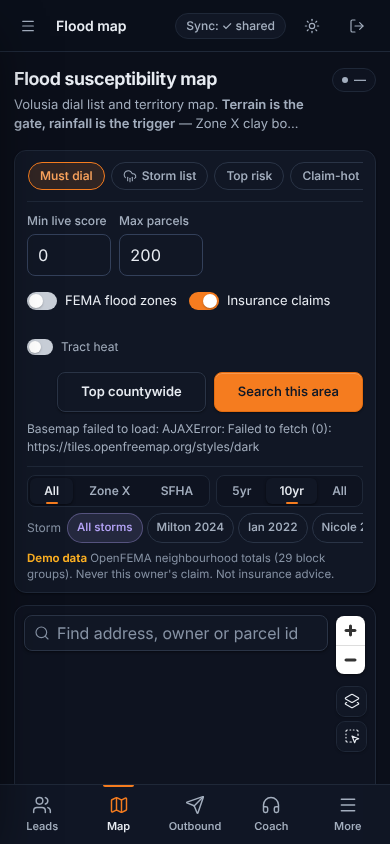 Flood map
Sync: ✓ shared
Flood susceptibility map
—
Volusia dial list and territory map. Terrain is the
gate, rainfall is the trigger — Zone X clay bo...
Must dial
Storm list
Top risk
Claim-hot
Min live score
Max parcels
0
200
FEMA flood zones
Insurance claims
Tract heat
Top countywide
Search this area
Basemap failed to load: AJAXError: Failed to fetch (0):
https://tiles.openfreemap.org/styles/dark
All
Zone X
SFHA
5yr
10yr
All
Storm
All storms
Milton 2024
Ian 2022
Nicole 2
Demo data OpenFEMA neighbourhood totals (29 block
groups). Never this owner's claim. Not insurance advice.
Find address, owner or parcel id
+
−
Leads
Map
Outbound
Coach
More